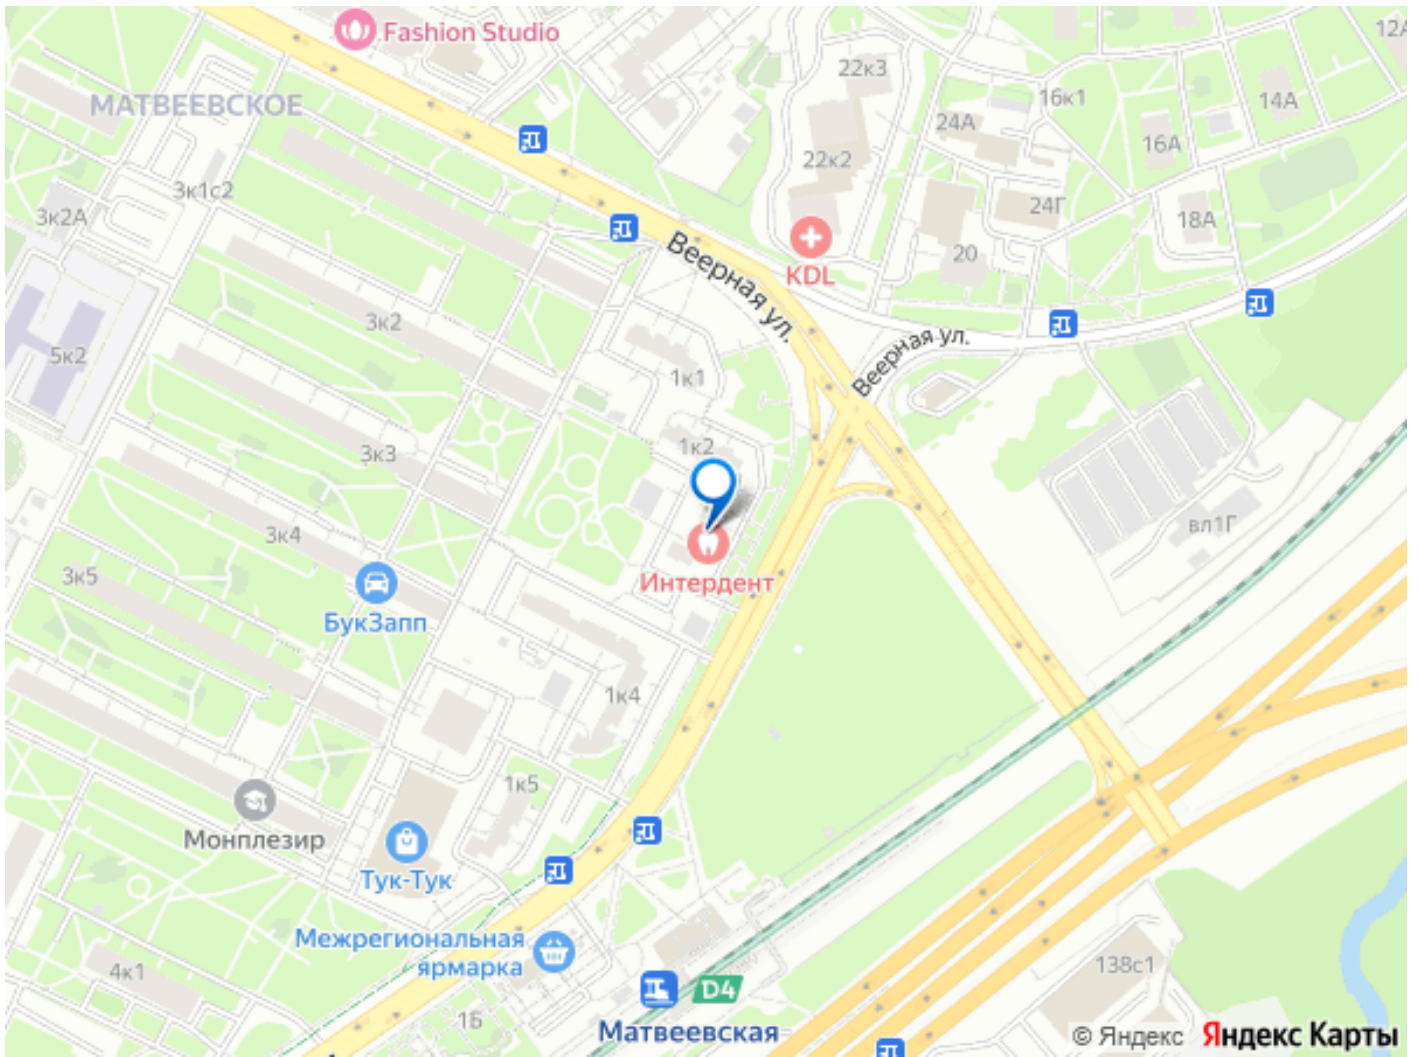 Fashion Studio
МАТВЕЕВСКОЕ
22к3
12А
16к1
14А
24А
16А
22к2
3к1с2
3к2А
24Г
18А
20
KDL
Веерная ул.
Веерная ул.
3к2
5к2
1к1
1к2
3к3
3к4
вл1Г
3к5
Интердент
БукЗапп
1к4
1к5
Монплезир
Тук-Тук
Межрегиональная
ярмарка
4к1
138с1
D4
1Б
Матвеевская
© Яндекс Яндекс Карты